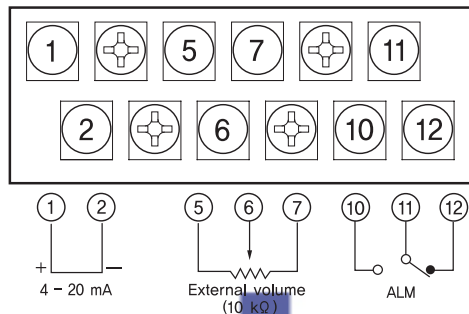 1 5 7 11
2 6 10 12
1 2 5 6 7 10 11 12
+ −
4 - 20 mA
External volume
(10 kΩ)
ALM